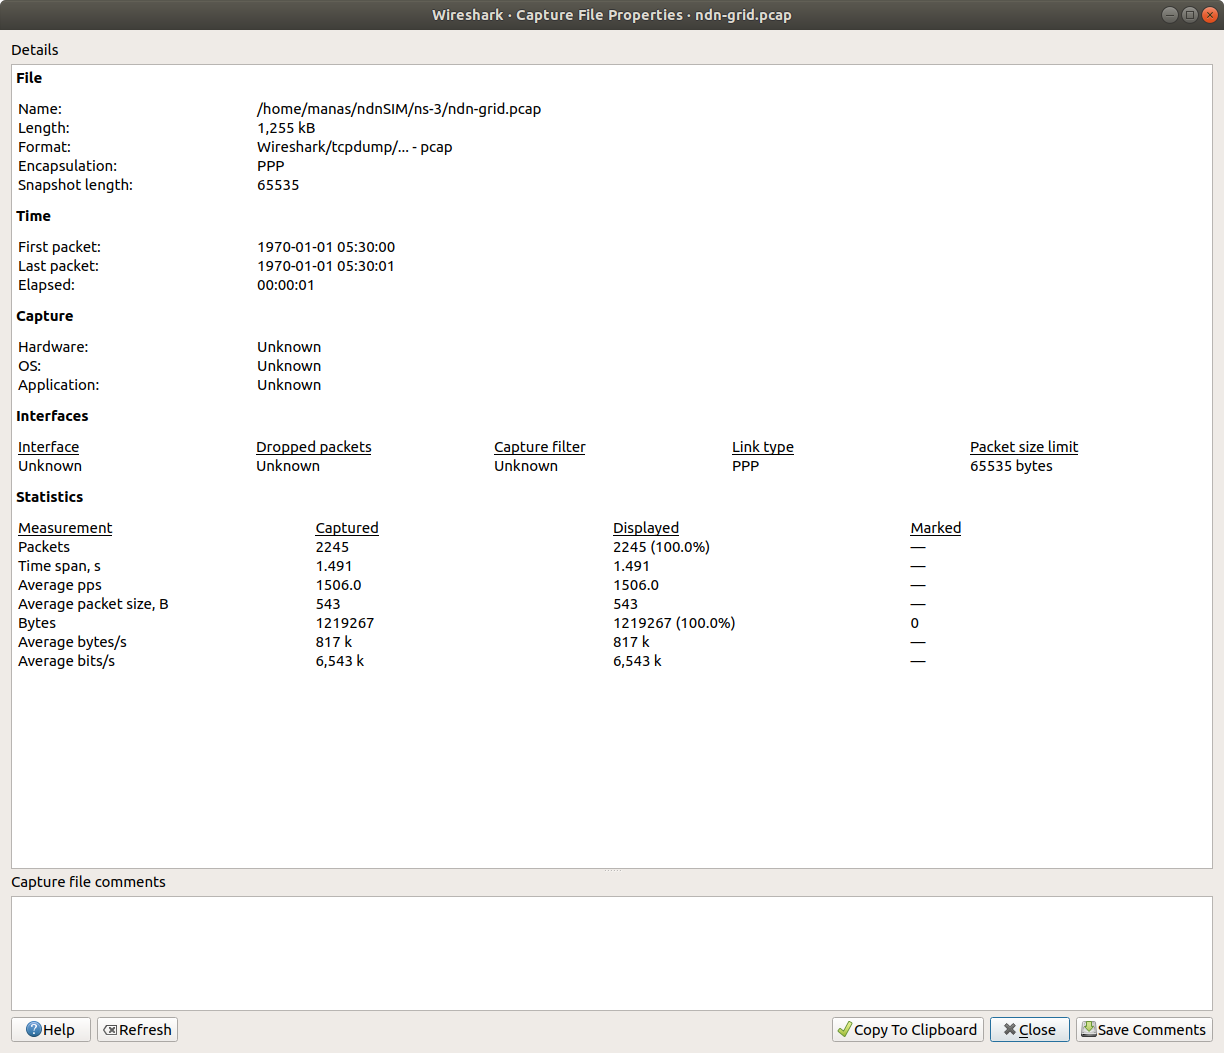 Wireshark · Capture File Properties · ndn-grid.pcap
Details
File
Name: /home/manas/ndnSIM/ns-3/ndn-grid.pcap
Length: 1,255 kB
Format: Wireshark/tcpdump/... - pcap
Encapsulation: PPP
Snapshot length: 65535
Time
First packet: 1970-01-01 05:30:00
Last packet: 1970-01-01 05:30:01
Elapsed: 00:00:01
Capture
Hardware: Unknown
OS: Unknown
Application: Unknown
Interfaces
Interface Dropped packets Capture filter Link type Packet size limit
Unknown Unknown Unknown PPP 65535 bytes
Statistics
Measurement Captured Displayed Marked
Packets 2245 2245 (100.0%) —
Time span, s 1.491 1.491 —
Average pps 1506.0 1506.0 —
Average packet size, B 543 543 —
Bytes 1219267 1219267 (100.0%) 0
Average bytes/s 817 k 817 k —
Average bits/s 6,543 k 6,543 k —
Capture file comments
Help Refresh Copy To Clipboard Close Save Comments